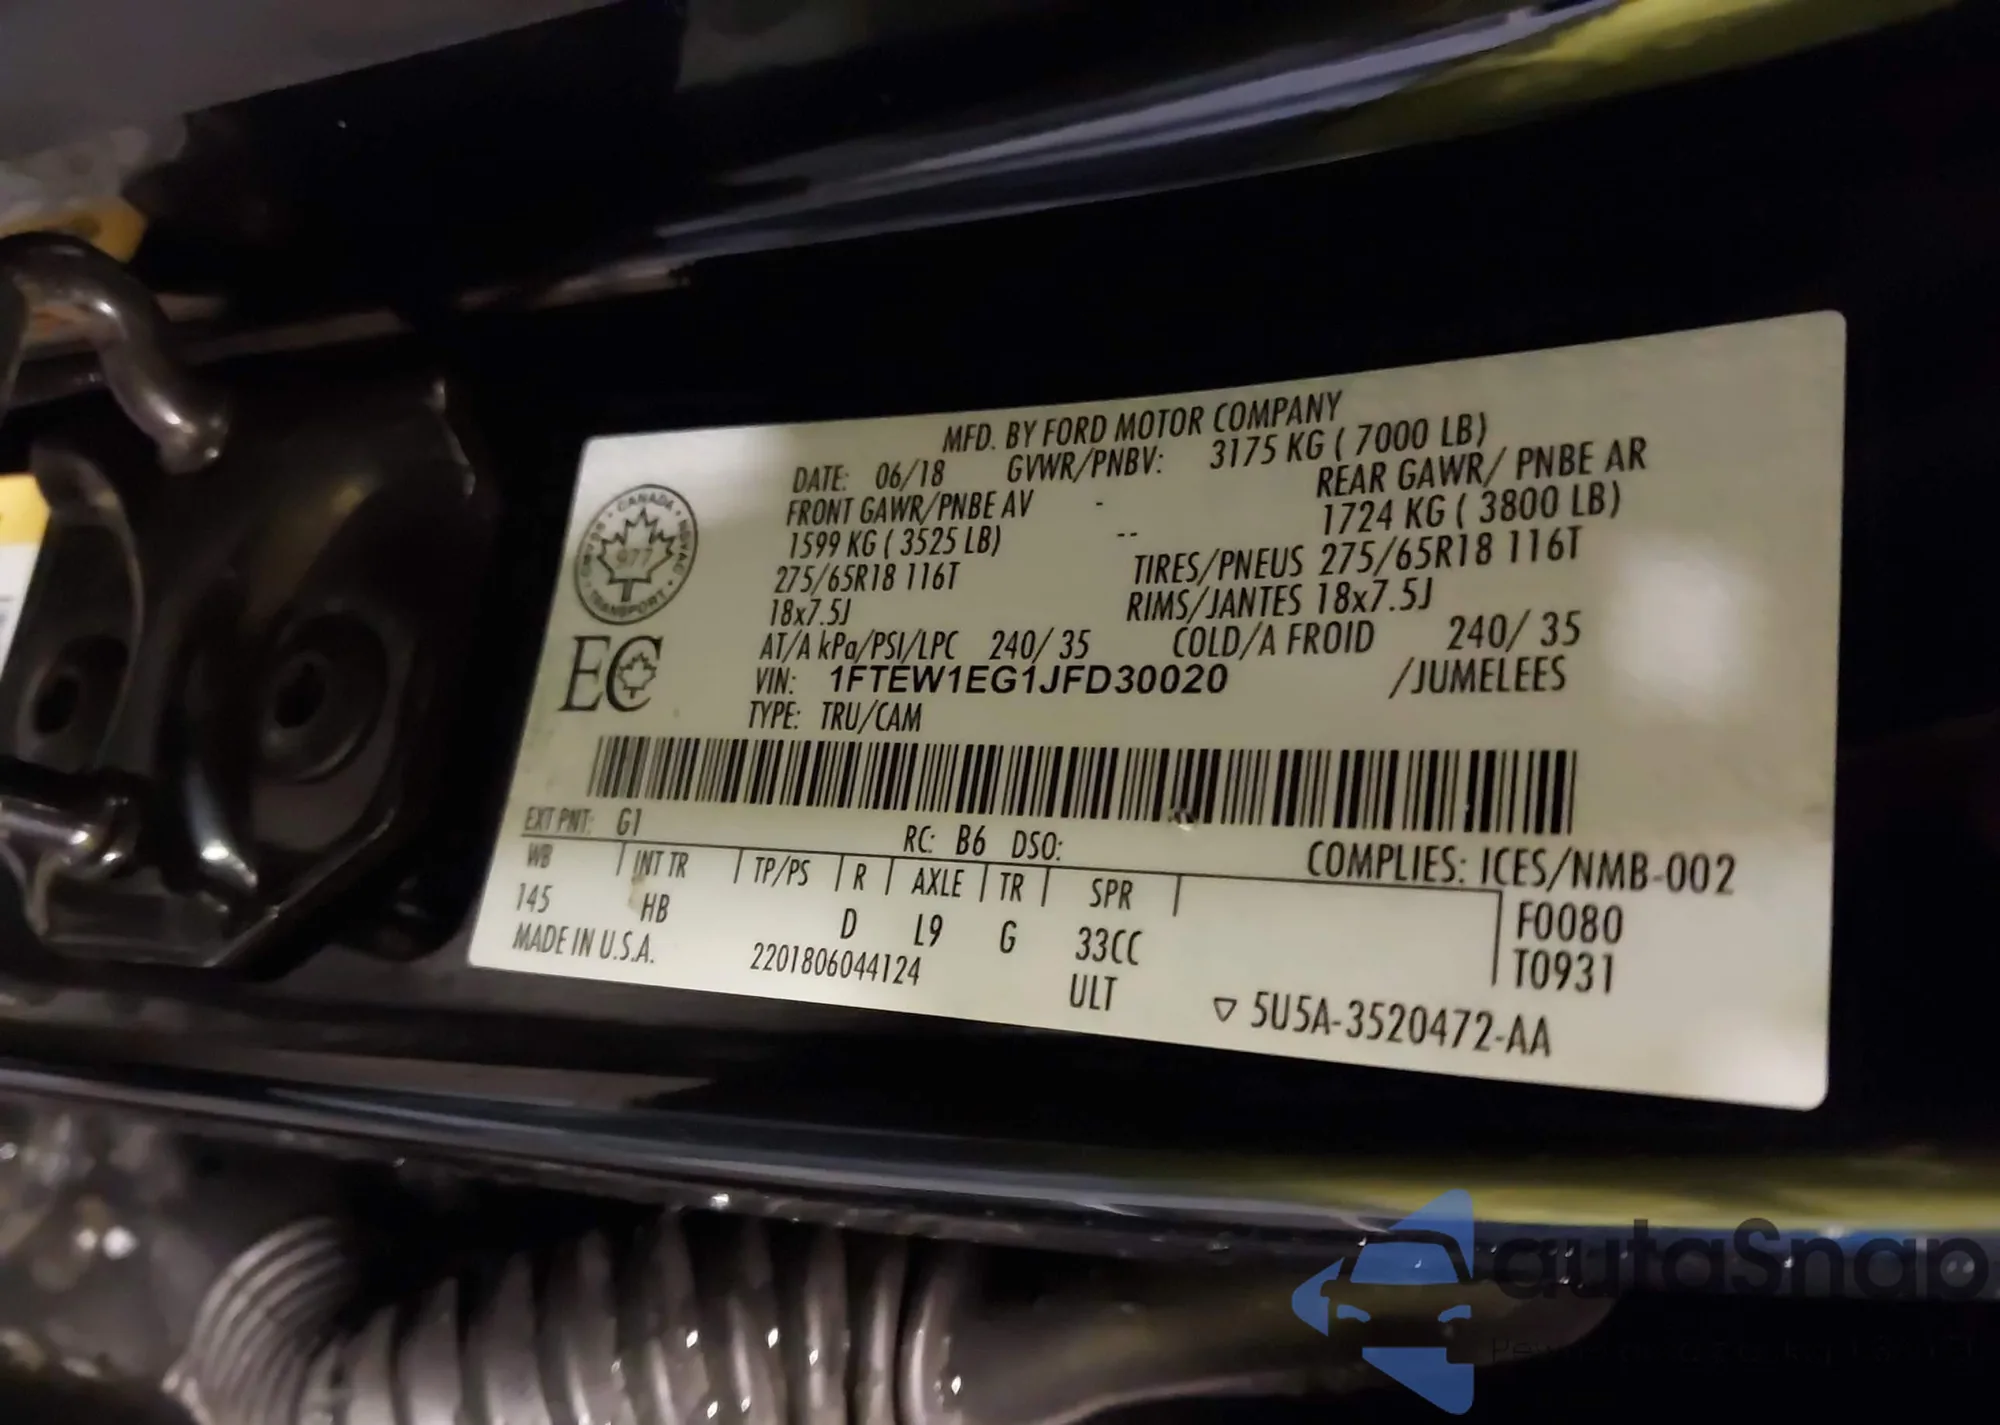 MFD. BY FORD MOTOR COMPANY
DATE: 06/18 GVWR/PNBV: 3175 KG ( 7000 LB)
FRONT GAWR/PNBE AV - REAR GAWR/ PNBE AR
1599 KG ( 3525 LB) -- 1724 KG ( 3800 LB)
275/65R18 116T TIRES/PNEUS 275/65R18 116T
18x7.5J RIMS/JANTES 18x7.5J
AT/A kPa/PSI/LPC 240/ 35 COLD/A FROID 240/ 35
VIN: 1FTEW1EG1JFD30020 /JUMELEES
TYPE: TRU/CAM
CANADA
977
TRANSPORT
EC
EXT PNT: G1 RC: B6 DSO: COMPLIES: ICES/NMB-002
WB | INT TR | TP/PS | R | AXLE | TR | SPR |
145 HB D L9 G 33CC F0080
MADE IN U.S.A. 2201806044124 ULT T0931
▽ 5U5A-3520472-AA
autaSnap